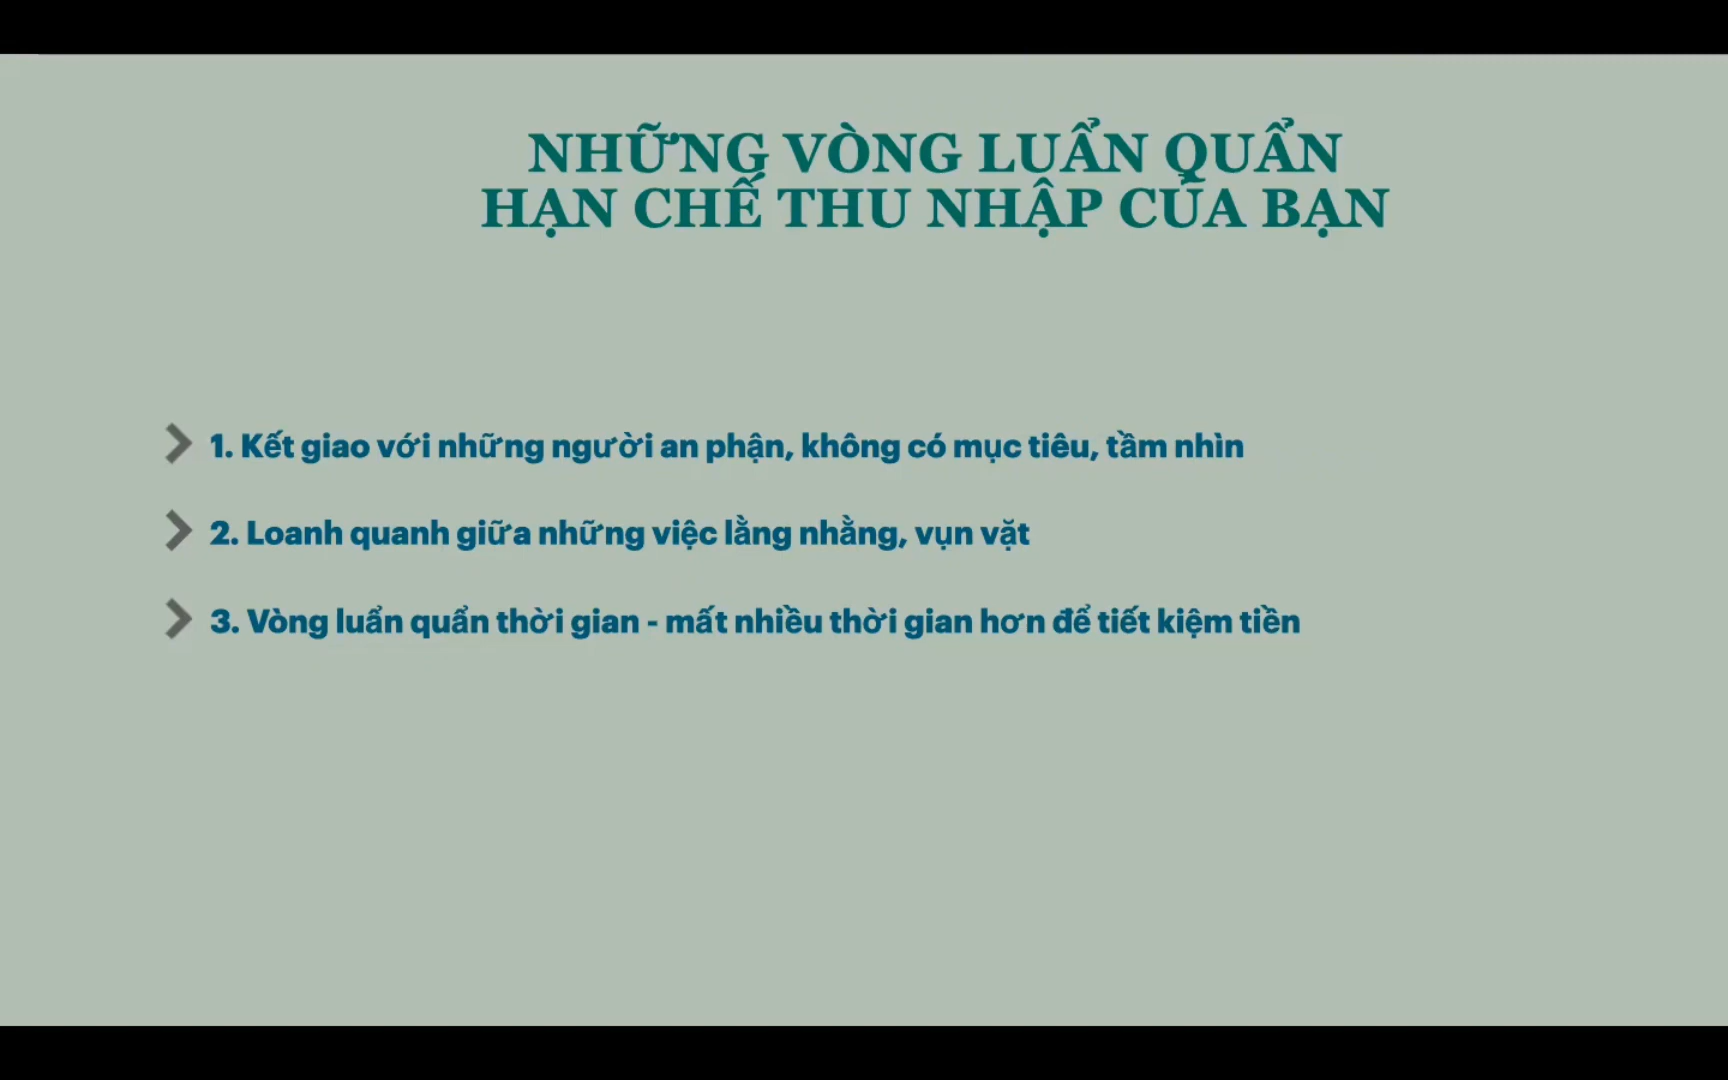 NHỮNG VÒNG LUẨN QUẨN
HẠN CHẾ THU NHẬP CỦA BẠN
1. Kết giao với những người an phận, không có mục tiêu, tầm nhìn
2. Loanh quanh giữa những việc lằng nhằng, vụn vặt
3. Vòng luẩn quẩn thời gian - mất nhiều thời gian hơn để tiết kiệm tiền